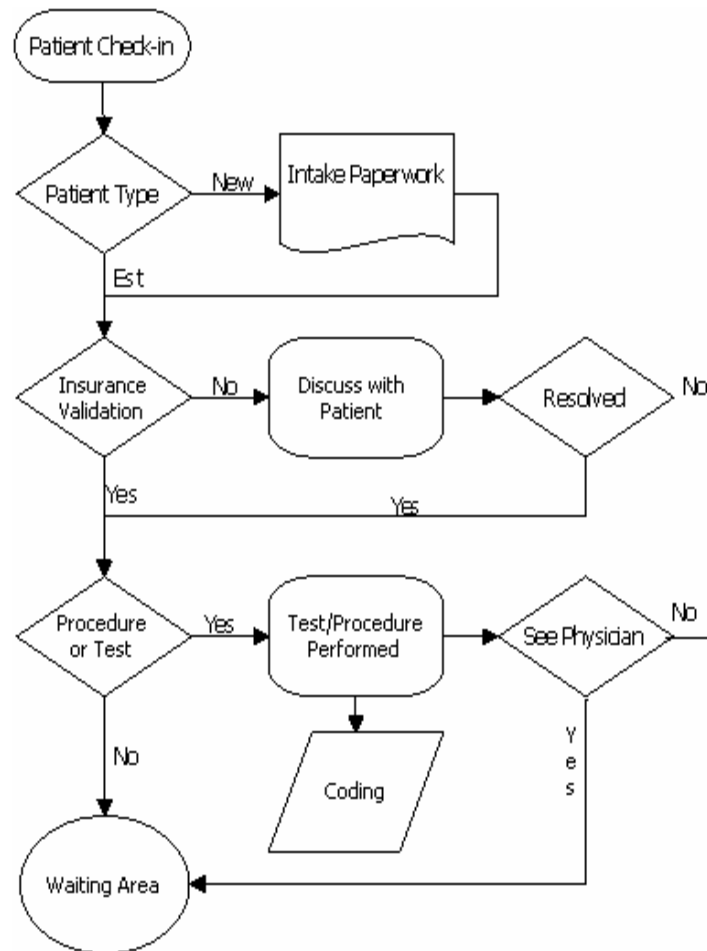 Patient Check-in
Patient Type
New
Intake Paperwork
Est
Insurance
Validation
No
Discuss with
Patient
Resolved
No
Yes
Yes
Procedure
or Test
Yes
Test/Procedure
Performed
See Physician
No
No
Yes
Coding
Waiting Area